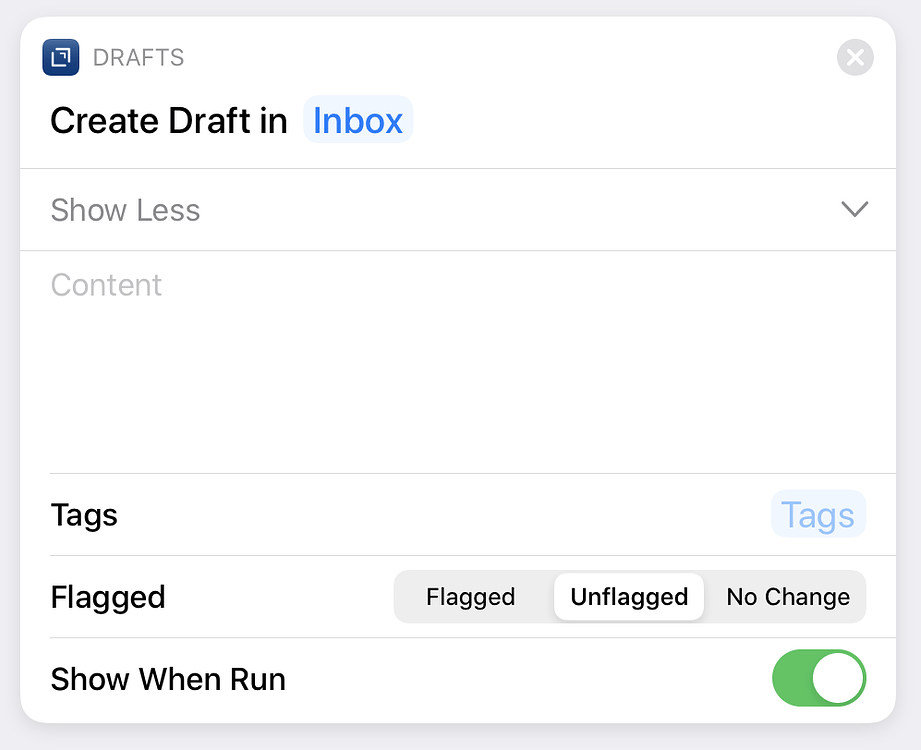 DRAFTS
Create Draft in Inbox
Show Less
Content
Tags Tags
Flagged Flagged Unflagged No Change
Show When Run